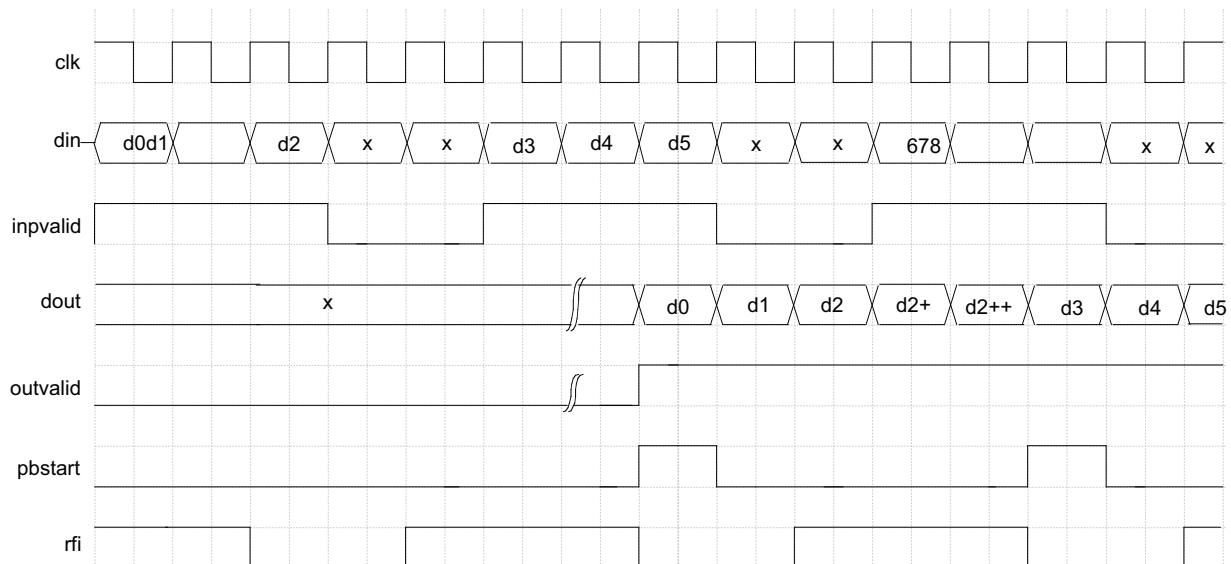 clk
din d0d1 d2 x x d3 d4 d5 x x 678 x x
inpvalid
dout x d0 d1 d2 d2+ d2++ d3 d4 d5
outvalid
pbstart
rfi